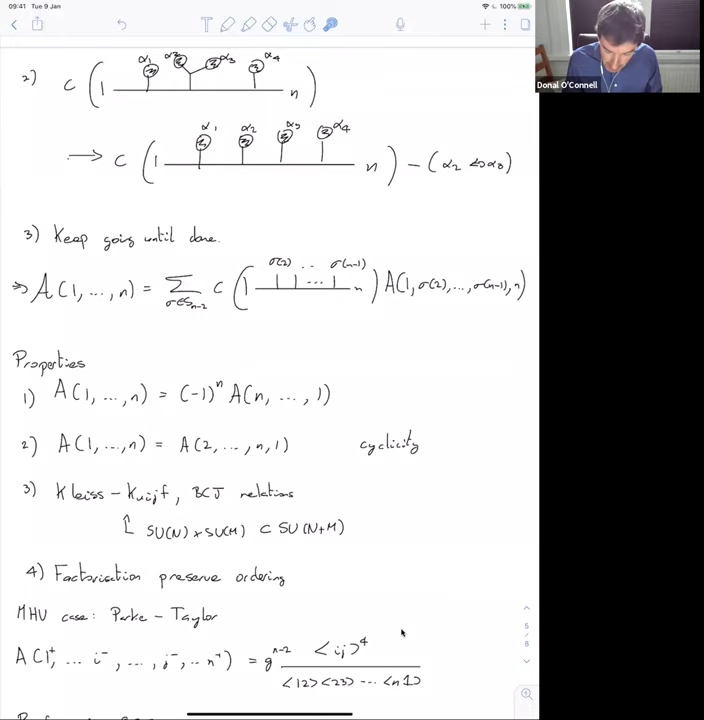 09:41 Tue 9 Jan
100%
Donal O'Connell
2) C ( 1 α₁ α₂ α₃ α₄ n )
→ C ( 1 α₁ α₂ α₃ α₄ n ) - (α₂ ↔ α₃)
3) Keep going until done.
⇒ 𝒜(1, ..., n) = Σ_{σ∈S_{n-2}} C ( 1 σ(2) .. σ(n-1) ... n ) A(1, σ(2), ..., σ(n-1), n)
Properties
1) A(1, ..., n) = (-1)ⁿ A(n, ..., 1)
2) A(1, ..., n) = A(2, ..., n, 1) cyclicity
3) Kleiss - Kuijf, BCJ relations
↑ SU(N) × SU(M) ⊂ SU(N+M)
4) Factorisation preserve ordering
MHV case: Parke - Taylor
A(1⁺, ... i⁻, ..., j⁻, .. n⁺) = g^{n-2} <ij>⁴ / <12><23> ... <n1>
5 / 8